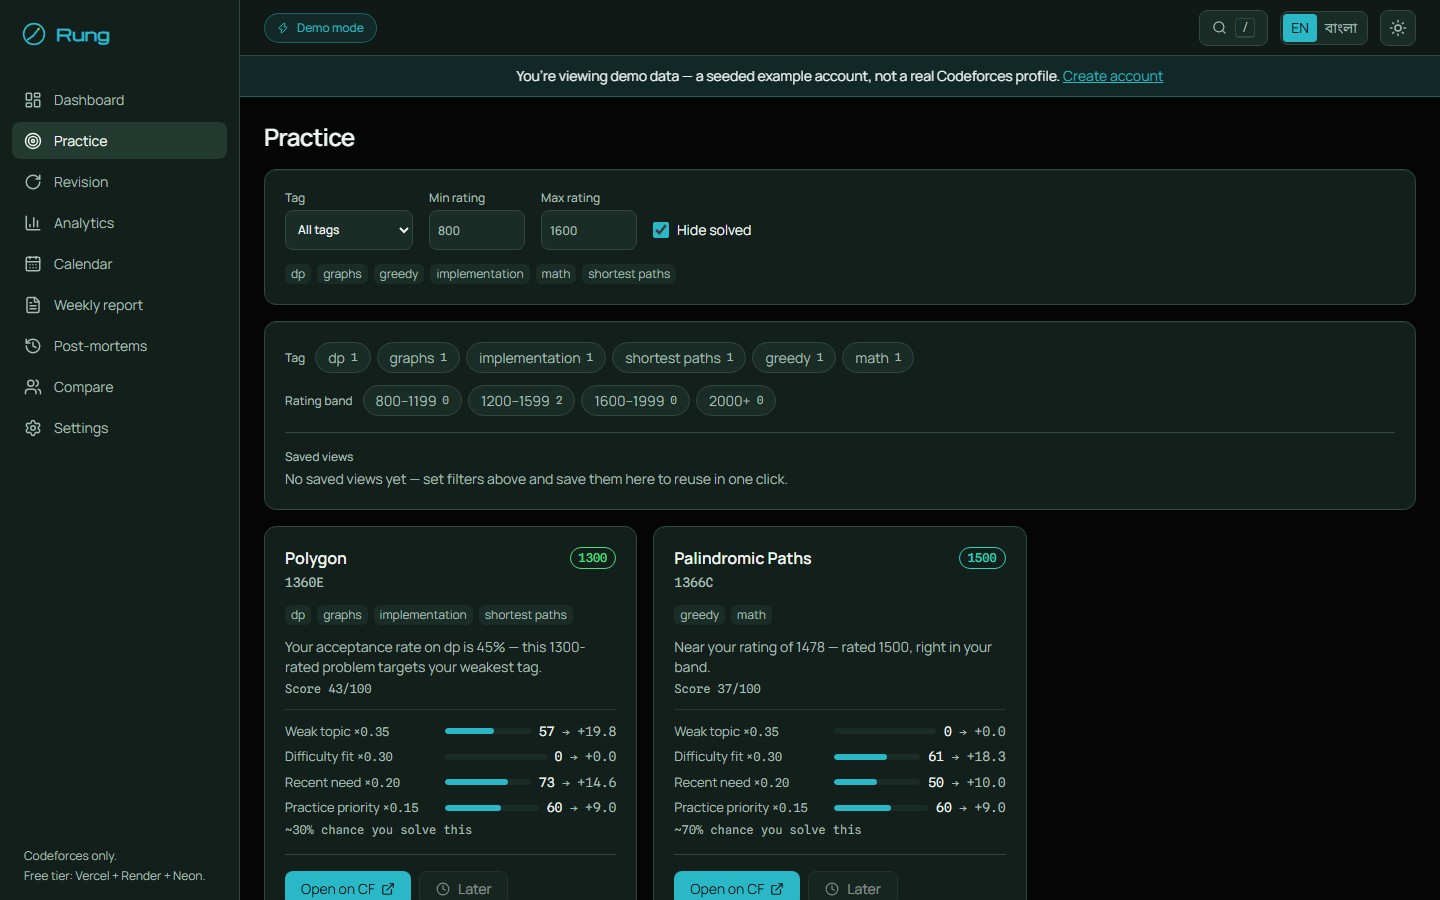 Rung
Demo mode
/
EN বাংলা
You're viewing demo data — a seeded example account, not a real Codeforces profile. Create account
Dashboard
Practice
Revision
Analytics
Calendar
Weekly report
Post-mortems
Compare
Settings
Codeforces only.
Free tier: Vercel + Render + Neon.
Practice
Tag Min rating Max rating
All tags 800 1600 Hide solved
dp graphs greedy implementation math shortest paths
Tag dp 1 graphs 1 implementation 1 shortest paths 1 greedy 1 math 1
Rating band 800–1199 0 1200–1599 2 1600–1999 0 2000+ 0
Saved views
No saved views yet — set filters above and save them here to reuse in one click.
Polygon 1300
1360E
dp graphs implementation shortest paths
Your acceptance rate on dp is 45% — this 1300-
rated problem targets your weakest tag.
Score 43/100
Weak topic ×0.35 57 → +19.8
Difficulty fit ×0.30 0 → +0.0
Recent need ×0.20 73 → +14.6
Practice priority ×0.15 60 → +9.0
~30% chance you solve this
Open on CF Later
Palindromic Paths 1500
1366C
greedy math
Near your rating of 1478 — rated 1500, right in your
band.
Score 37/100
Weak topic ×0.35 0 → +0.0
Difficulty fit ×0.30 61 → +18.3
Recent need ×0.20 50 → +10.0
Practice priority ×0.15 60 → +9.0
~70% chance you solve this
Open on CF Later